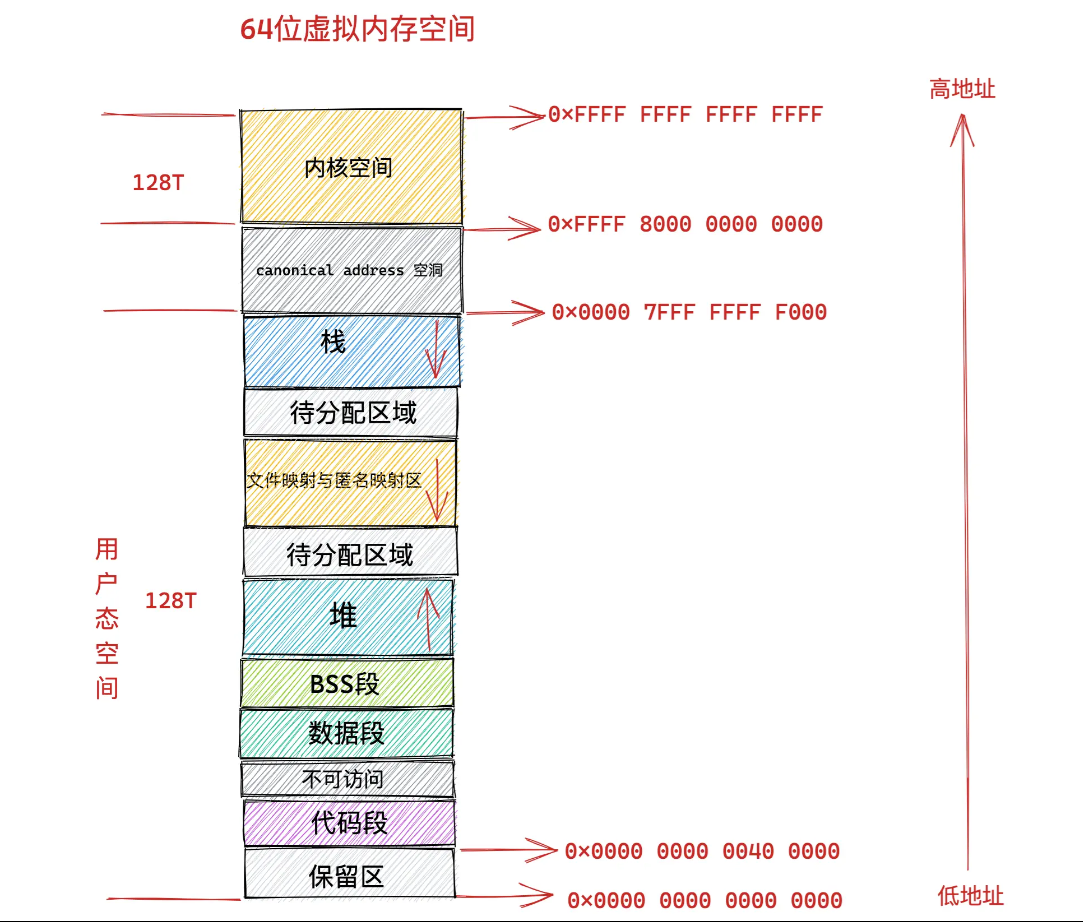 64位虚拟内存空间
高地址
0×FFFF FFFF FFFF FFFF
内核空间
128T
0×FFFF 8000 0000 0000
canonical address 空洞
0×0000 7FFF FFFF F000
栈
待分配区域
文件映射与匿名映射区
待分配区域
用户态空间
128T
堆
BSS段
数据段
不可访问
代码段
0×0000 0000 0040 0000
保留区
0×0000 0000 0000 0000
低地址